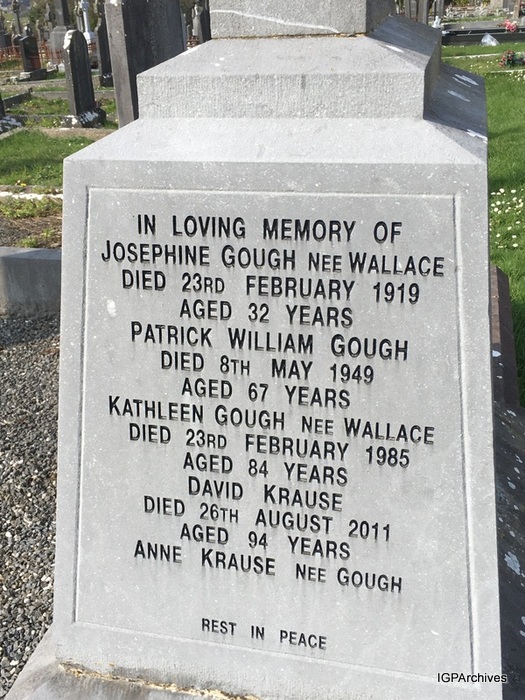 IN LOVING MEMORY OF
JOSEPHINE GOUGH NEE WALLACE
DIED 23RD FEBRUARY 1919
AGED 32 YEARS
PATRICK WILLIAM GOUGH
DIED 8TH MAY 1949
AGED 67 YEARS
KATHLEEN GOUGH NEE WALLACE
DIED 23RD FEBRUARY 1985
AGED 84 YEARS
DAVID KRAUSE
DIED 26TH AUGUST 2011
AGED 94 YEARS
ANNE KRAUSE NEE GOUGH
REST IN PEACE
IGPArchives